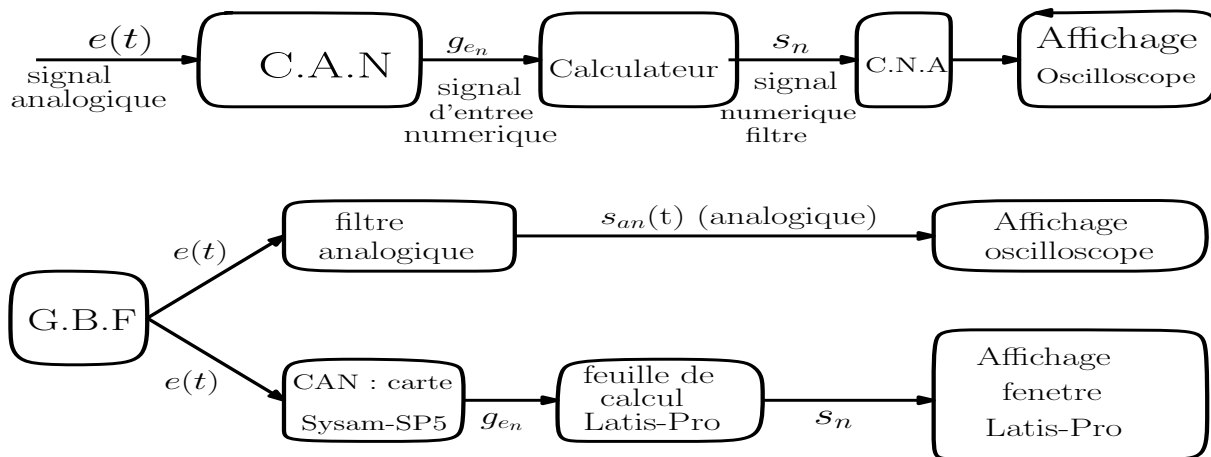 e(t)
signal
analogique
C.A.N
g_{e_n}
signal
d'entree
numerique
Calculateur
s_n
signal
numerique
filtre
C.N.A
Affichage
Oscilloscope
G.B.F
e(t)
filtre
analogique
s_{an}(t) (analogique)
Affichage
oscilloscope
e(t)
CAN : carte
Sysam-SP5
g_{e_n}
feuille de
calcul
Latis-Pro
s_n
Affichage
fenetre
Latis-Pro